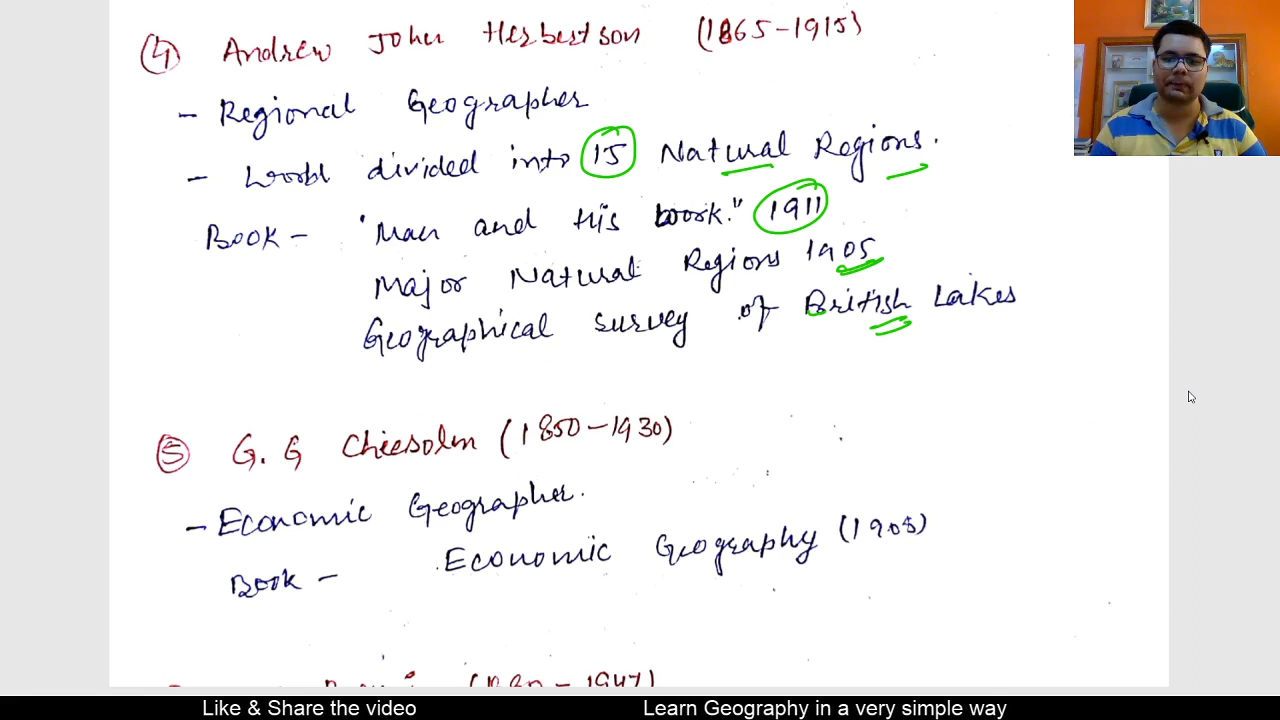 (4) Andrew John Herbertson (1865-1915)
- Regional Geographer
- World divided into 15 Natural Regions.
Book - 'Man and His work." 1911
Major Natural Regions 1905
Geographical survey of British Lakes
(5) G. G Chiesolm (1850-1930)
- Economic Geographer.
Book - Economic Geography (1908)
Like & Share the video
Learn Geography in a very simple way